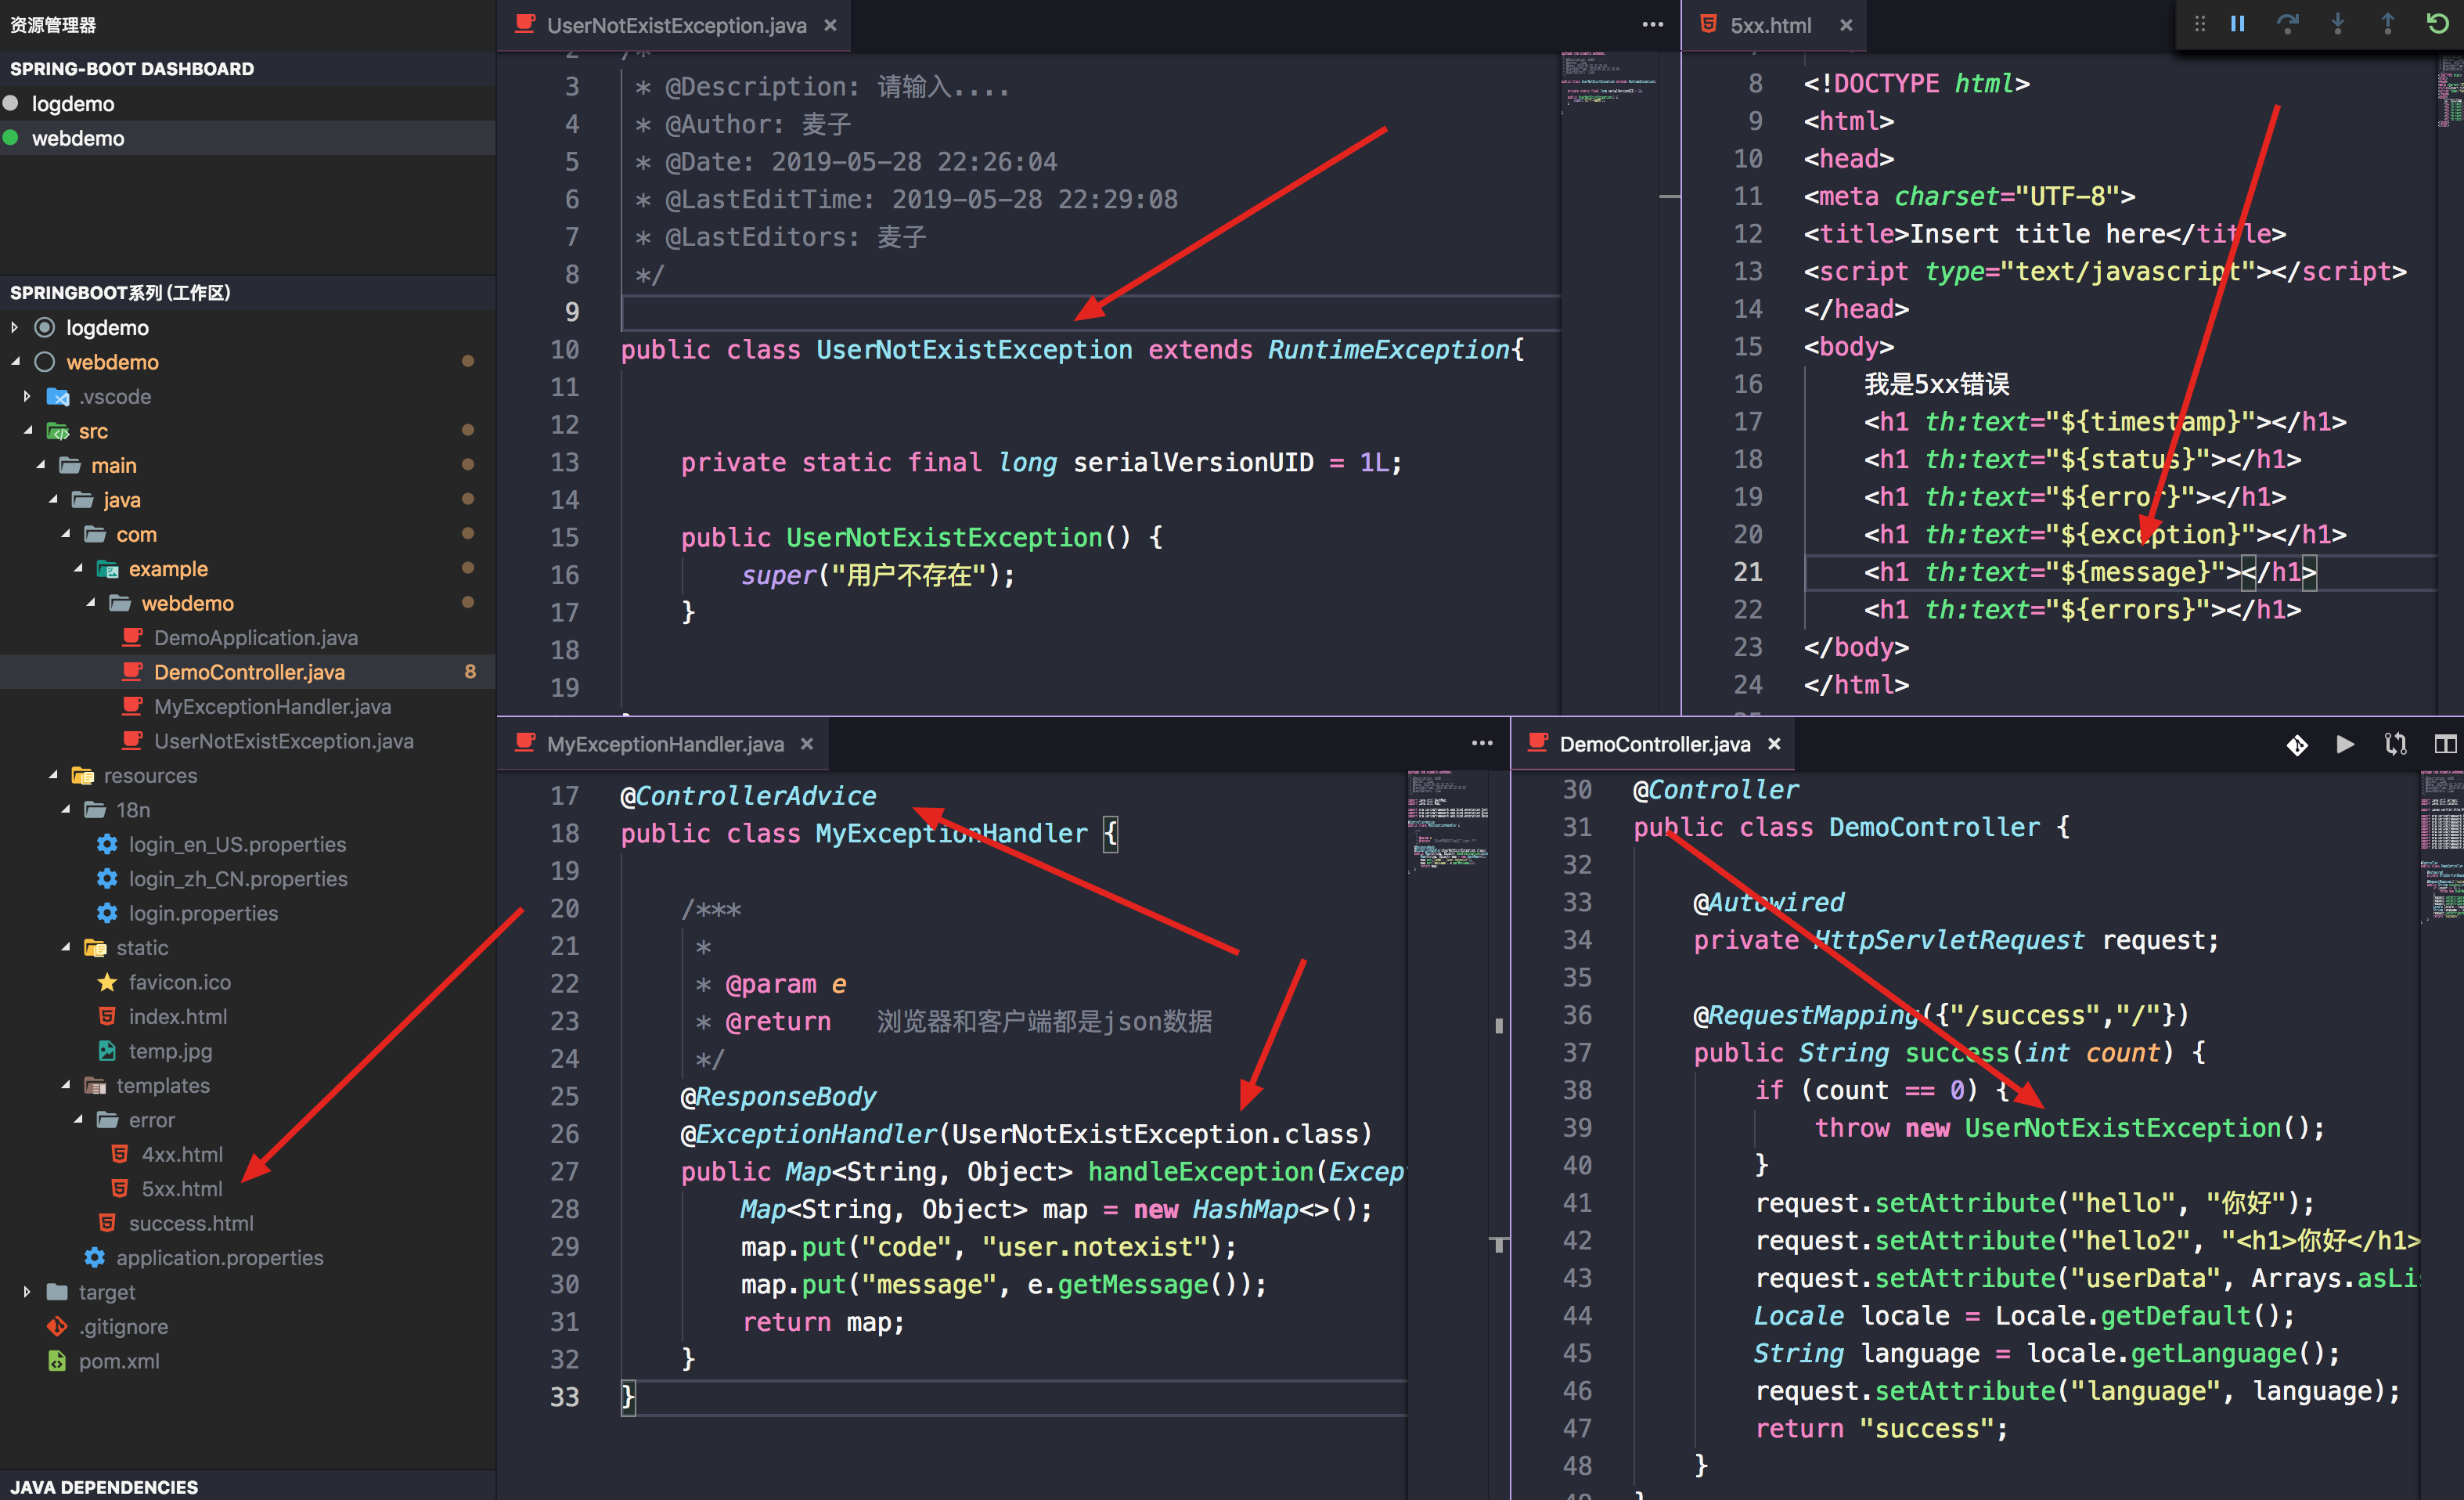 资源管理器
SPRING-BOOT DASHBOARD
logdemo
webdemo
SPRINGBOOT系列 (工作区)
logdemo
webdemo
.vscode
src
main
java
com
example
webdemo
DemoApplication.java
DemoController.java 8
MyExceptionHandler.java
UserNotExistException.java
resources
18n
login_en_US.properties
login_zh_CN.properties
login.properties
static
favicon.ico
index.html
temp.jpg
templates
error
4xx.html
5xx.html
success.html
application.properties
target
.gitignore
pom.xml
JAVA DEPENDENCIES
UserNotExistException.java
2 /*
3 * @Description: 请输入....
4 * @Author: 麦子
5 * @Date: 2019-05-28 22:26:04
6 * @LastEditTime: 2019-05-28 22:29:08
7 * @LastEditors: 麦子
8 */
9
10 public class UserNotExistException extends RuntimeException{
11
12
13 private static final long serialVersionUID = 1L;
14
15 public UserNotExistException() {
16 super("用户不存在");
17 }
18
19
5xx.html
8 <!DOCTYPE html>
9 <html>
10 <head>
11 <meta charset="UTF-8">
12 <title>Insert title here</title>
13 <script type="text/javascript"></script>
14 </head>
15 <body>
16 我是5xx错误
17 <h1 th:text="${timestamp}"></h1>
18 <h1 th:text="${status}"></h1>
19 <h1 th:text="${error}"></h1>
20 <h1 th:text="${exception}"></h1>
21 <h1 th:text="${message}"></h1>
22 <h1 th:text="${errors}"></h1>
23 </body>
24 </html>
MyExceptionHandler.java
17 @ControllerAdvice
18 public class MyExceptionHandler {
19
20 /***
21 *
22 * @param e
23 * @return 浏览器和客户端都是json数据
24 */
25 @ResponseBody
26 @ExceptionHandler(UserNotExistException.class)
27 public Map<String, Object> handleException(Excep
28 Map<String, Object> map = new HashMap<>();
29 map.put("code", "user.notexist");
30 map.put("message", e.getMessage());
31 return map;
32 }
33 }
DemoController.java
30 @Controller
31 public class DemoController {
32
33 @Autowired
34 private HttpServletRequest request;
35
36 @RequestMapping({"/success","/"})
37 public String success(int count) {
38 if (count == 0) {
39 throw new UserNotExistException();
40 }
41 request.setAttribute("hello", "你好");
42 request.setAttribute("hello2", "<h1>你好</h1>
43 request.setAttribute("userData", Arrays.asLi
44 Locale locale = Locale.getDefault();
45 String language = locale.getLanguage();
46 request.setAttribute("language", language);
47 return "success";
48 }